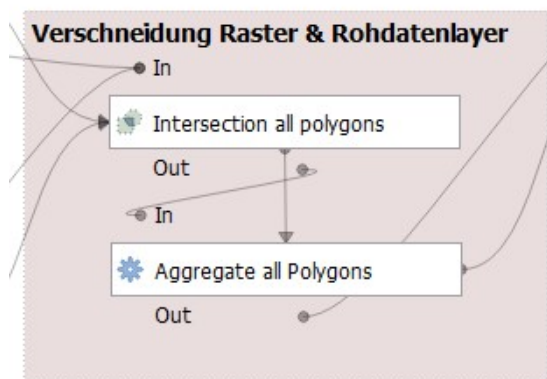 Verschneidung Raster & Rohdatenlayer
In
Intersection all polygons
Out
In
Aggregate all Polygons
Out